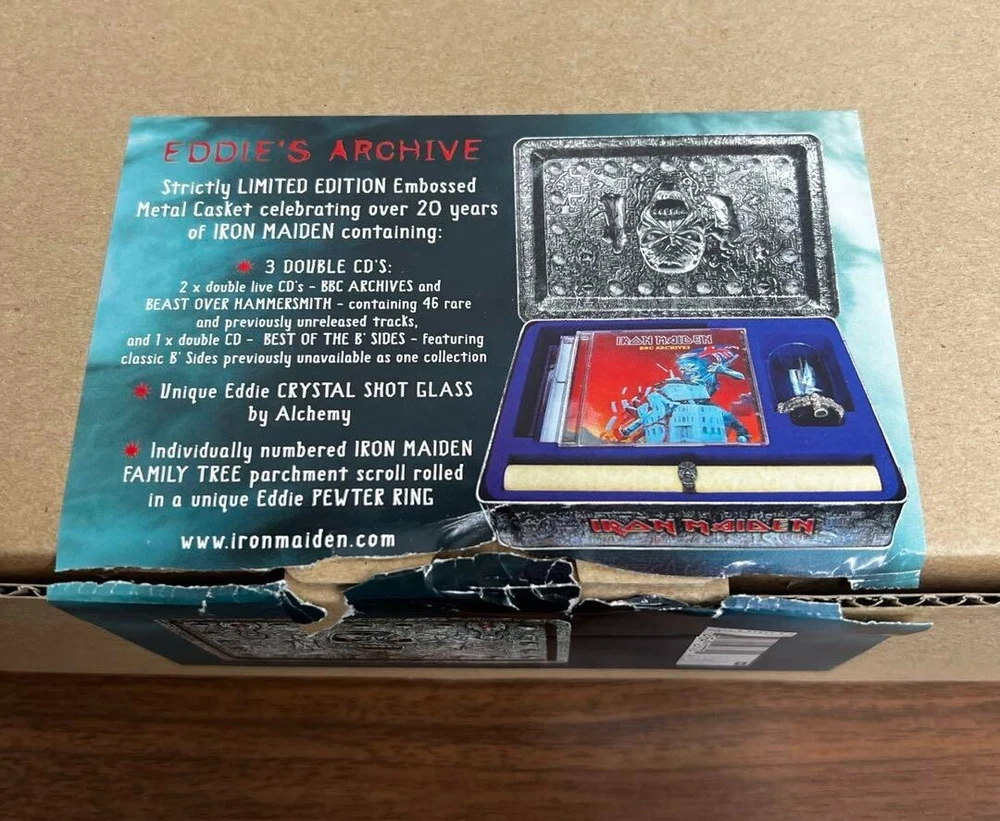 EDDIE'S ARCHIVE
Strictly LIMITED EDITION Embossed
Metal Casket celebrating over 20 years
of IRON MAIDEN containing:
3 DOUBLE CD'S:
2 x double live CD's - BBC ARCHIVES and
BEAST OVER HAMMERSMITH - containing 46 rare
and previously unreleased tracks,
and 1 x double CD - BEST OF THE B' SIDES - featuring
classic B' Sides previously unavailable as one collection
Unique Eddie CRYSTAL SHOT GLASS
by Alchemy
Individually numbered IRON MAIDEN
FAMILY TREE parchment scroll rolled
in a unique Eddie PEWTER RING
www.ironmaiden.com
IRON MAIDEN
BBC ARCHIVES
IRON MAIDEN